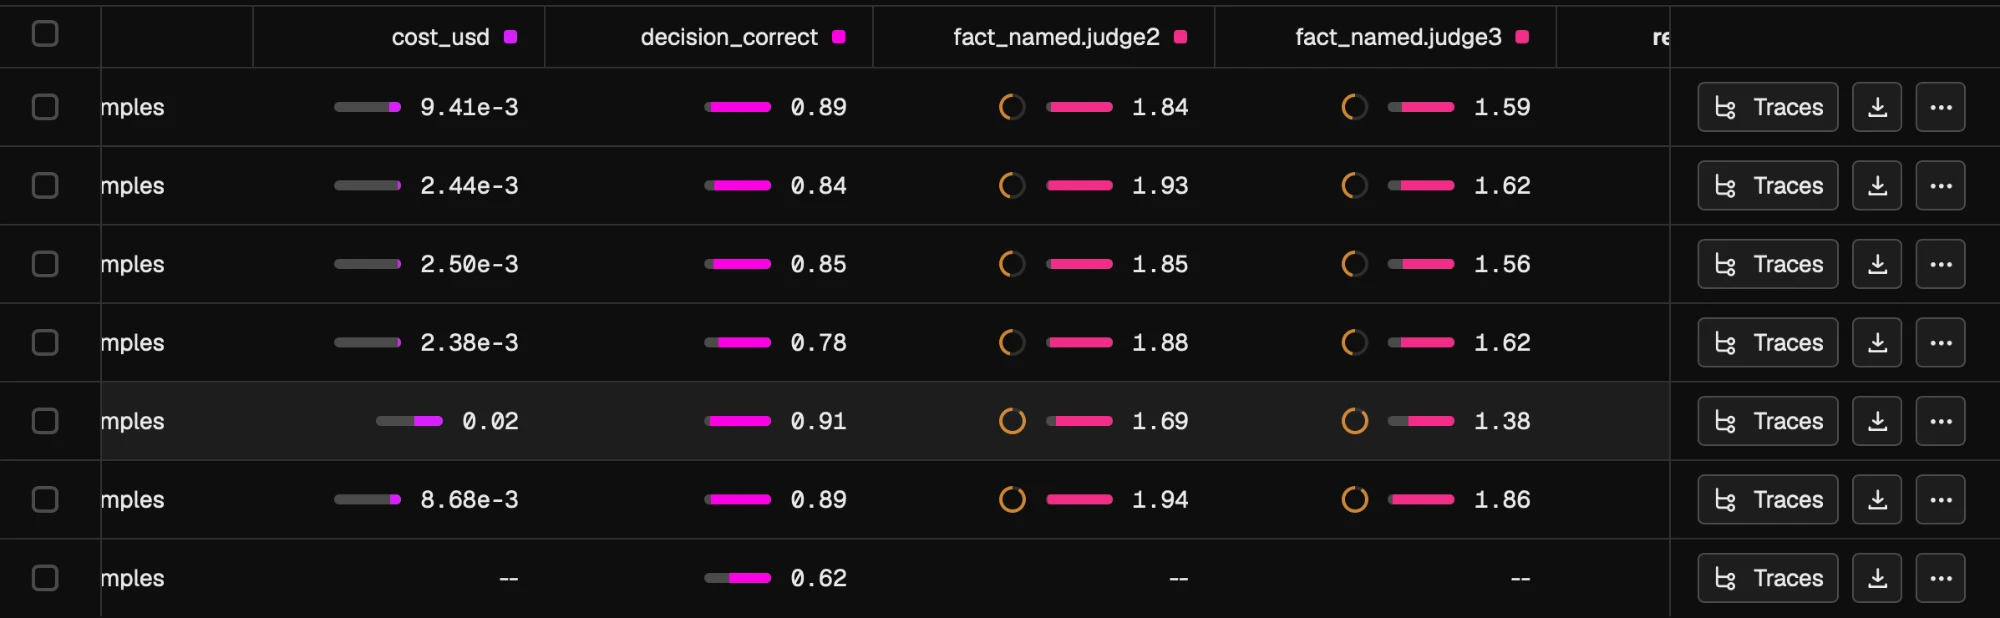 cost_usd decision_correct fact_named.judge2 fact_named.judge3 re
mples 9.41e-3 0.89 1.84 1.59 Traces
mples 2.44e-3 0.84 1.93 1.62 Traces
mples 2.50e-3 0.85 1.85 1.56 Traces
mples 2.38e-3 0.78 1.88 1.62 Traces
mples 0.02 0.91 1.69 1.38 Traces
mples 8.68e-3 0.89 1.94 1.86 Traces
mples -- 0.62 -- -- Traces